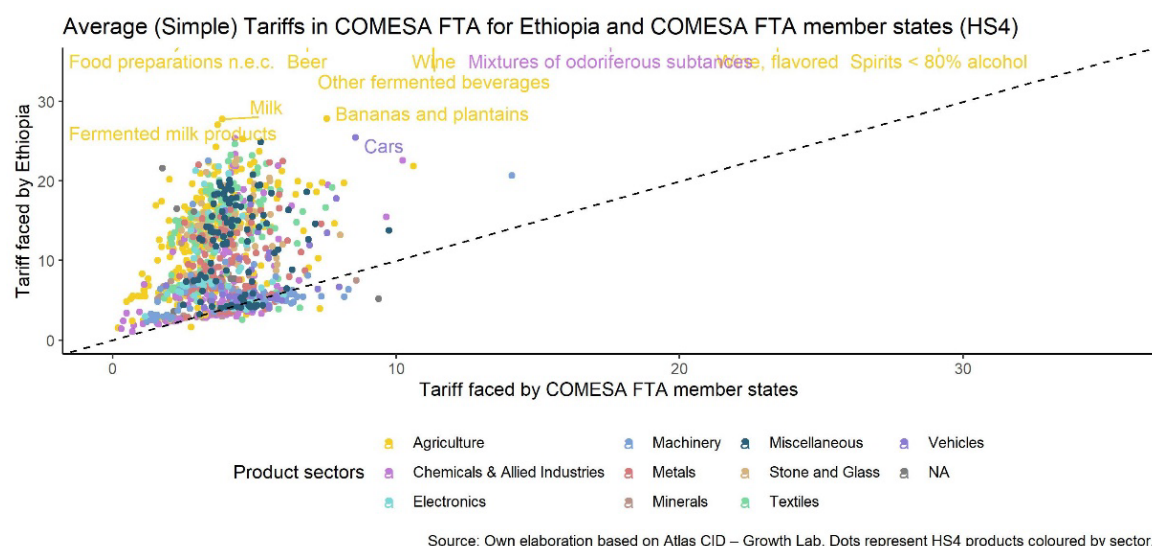 Average (Simple) Tariffs in COMESA FTA for Ethiopia and COMESA FTA member states (HS4)
Food preparations n.e.c. Beer Wine Mixtures of odoriferous subtances Wine, flavored Spirits < 80% alcohol
Other fermented beverages
30
Milk
Bananas and plantains
Fermented milk products
Cars
20
10
0
Tariff faced by Ethiopia
0 10 20 30
Tariff faced by COMESA FTA member states
Product sectors
a Agriculture a Machinery a Miscellaneous a Vehicles
a Chemicals & Allied Industries a Metals a Stone and Glass a NA
a Electronics a Minerals a Textiles
Source: Own elaboration based on Atlas CID – Growth Lab. Dots represent HS4 products coloured by sector.